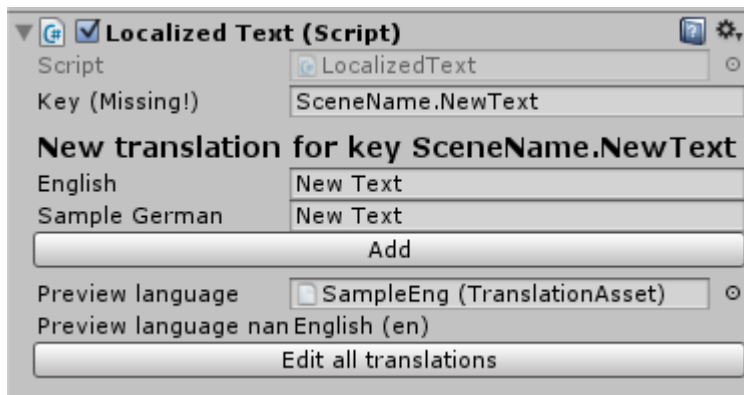 Localized Text (Script)
Script LocalizedText
Key (Missing!) SceneName.NewText
New translation for key SceneName.NewText
English New Text
Sample German New Text
Add
Preview language SampleEng (TranslationAsset)
Preview language nan English (en)
Edit all translations